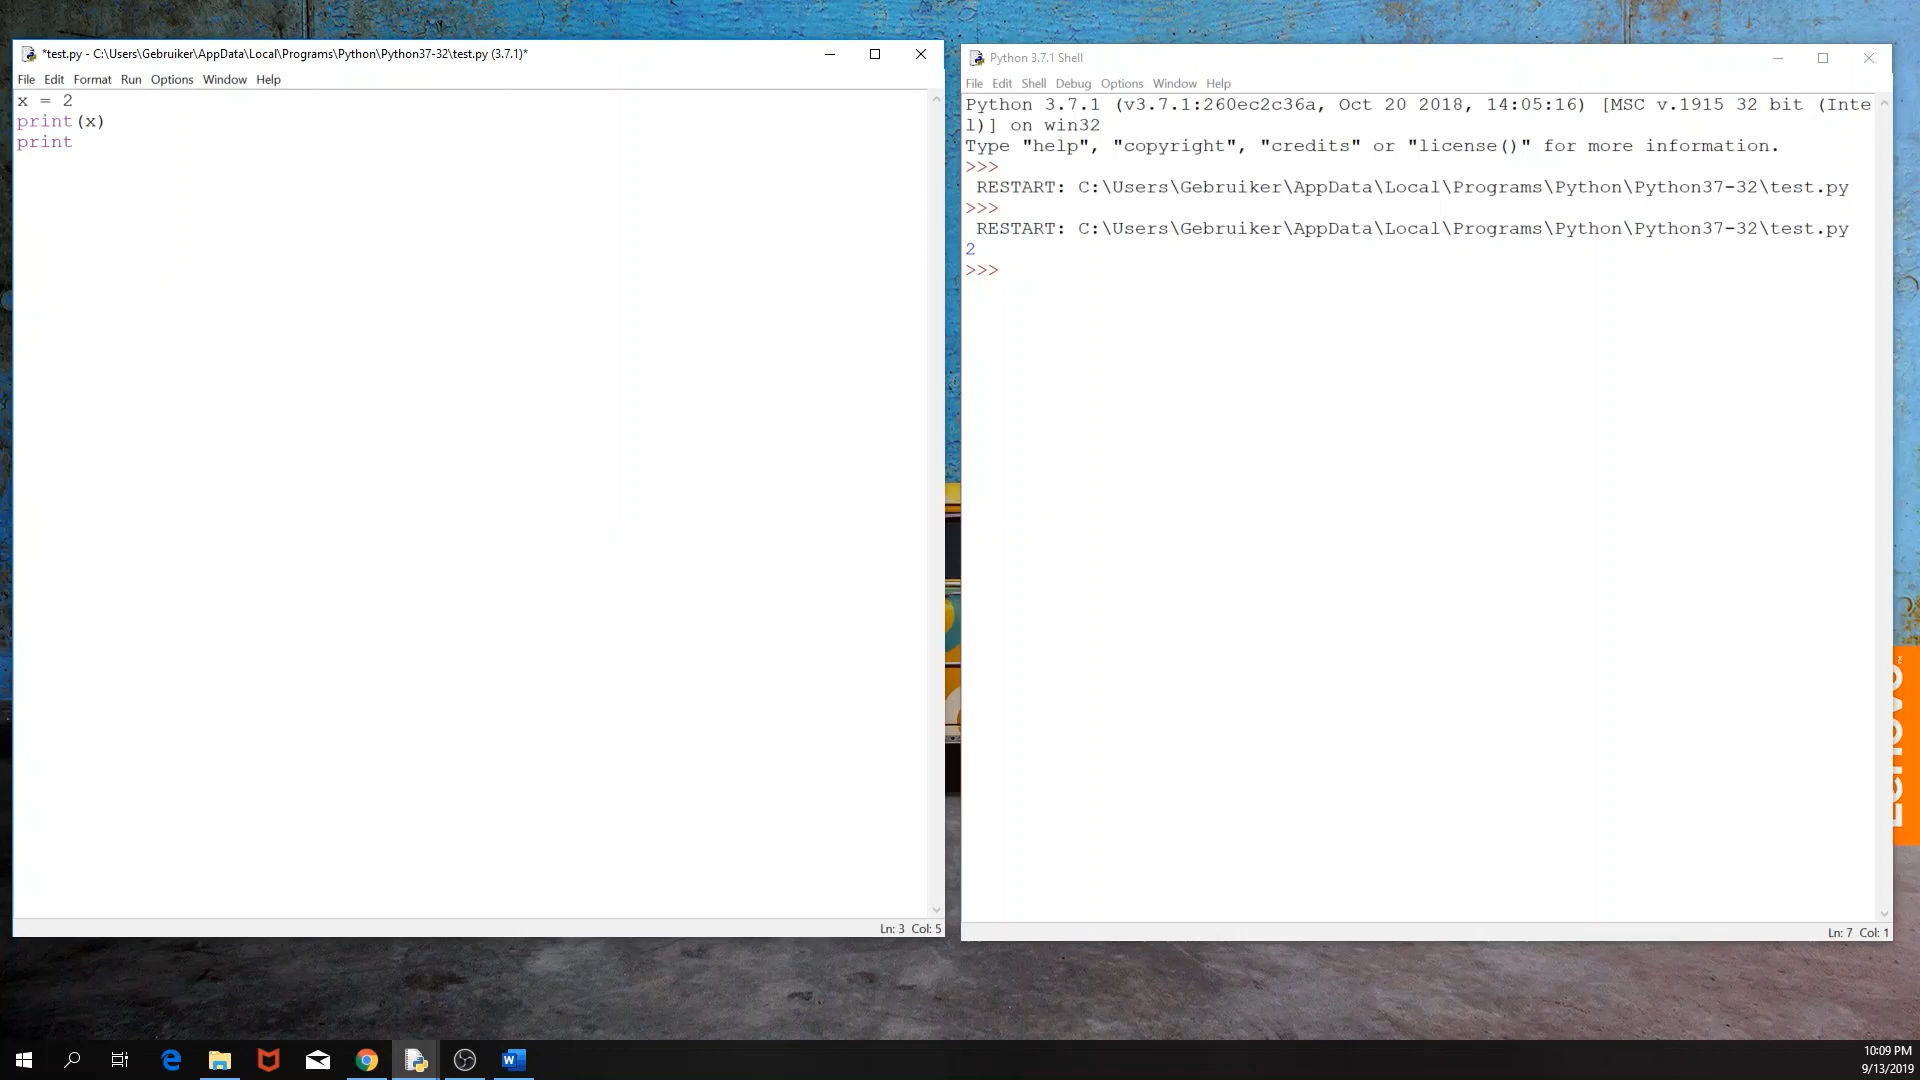 *test.py - C:\Users\Gebruiker\AppData\Local\Programs\Python\Python37-32\test.py (3.7.1)*
File Edit Format Run Options Window Help
x = 2
print(x)
print
Ln: 3 Col: 5
Python 3.7.1 Shell
File Edit Shell Debug Options Window Help
Python 3.7.1 (v3.7.1:260ec2c36a, Oct 20 2018, 14:05:16) [MSC v.1915 32 bit (Inte
l)] on win32
Type "help", "copyright", "credits" or "license()" for more information.
>>>
RESTART: C:\Users\Gebruiker\AppData\Local\Programs\Python\Python37-32\test.py
>>>
RESTART: C:\Users\Gebruiker\AppData\Local\Programs\Python\Python37-32\test.py
2
>>>
Ln: 7 Col: 1
Lenovo
10:09 PM
9/13/2019